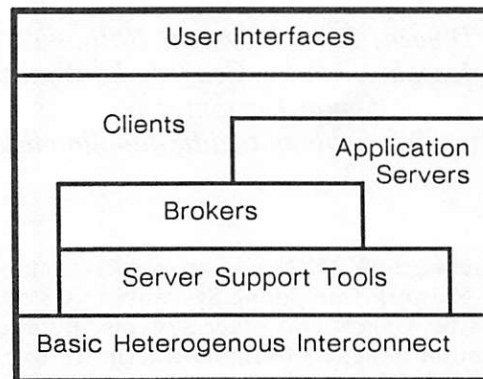 User Interfaces
Clients
Application
Servers
Brokers
Server Support Tools
Basic Heterogenous Interconnect